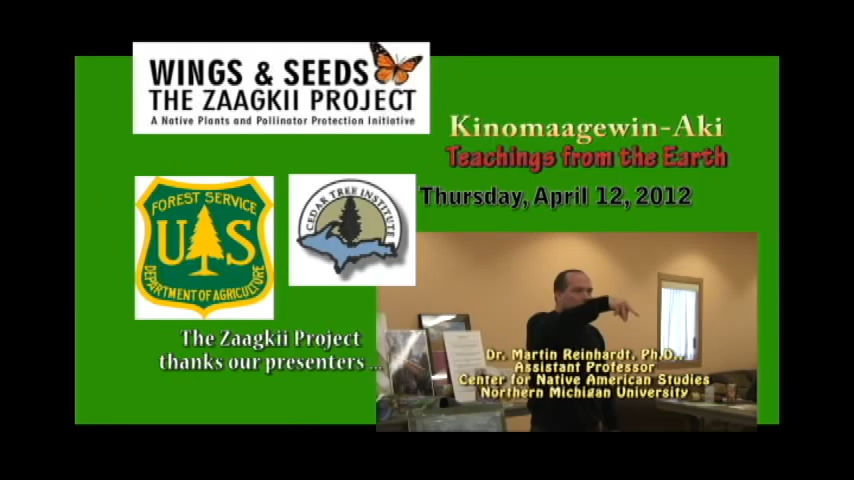 WINGS & SEEDS
THE ZAAGKII PROJECT
A Native Plants and Pollinator Protection Initiative
Kinomaagewin-Aki
Teachings from the Earth
Thursday, April 12, 2012
FOREST SERVICE
U S
DEPARTMENT OF AGRICULTURE
CEDAR TREE INSTITUTE
The Zaagkii Project
thanks our presenters ...
Dr. Martin Reinhardt, Ph.D.,
Assistant Professor
Center for Native American Studies
Northern Michigan University